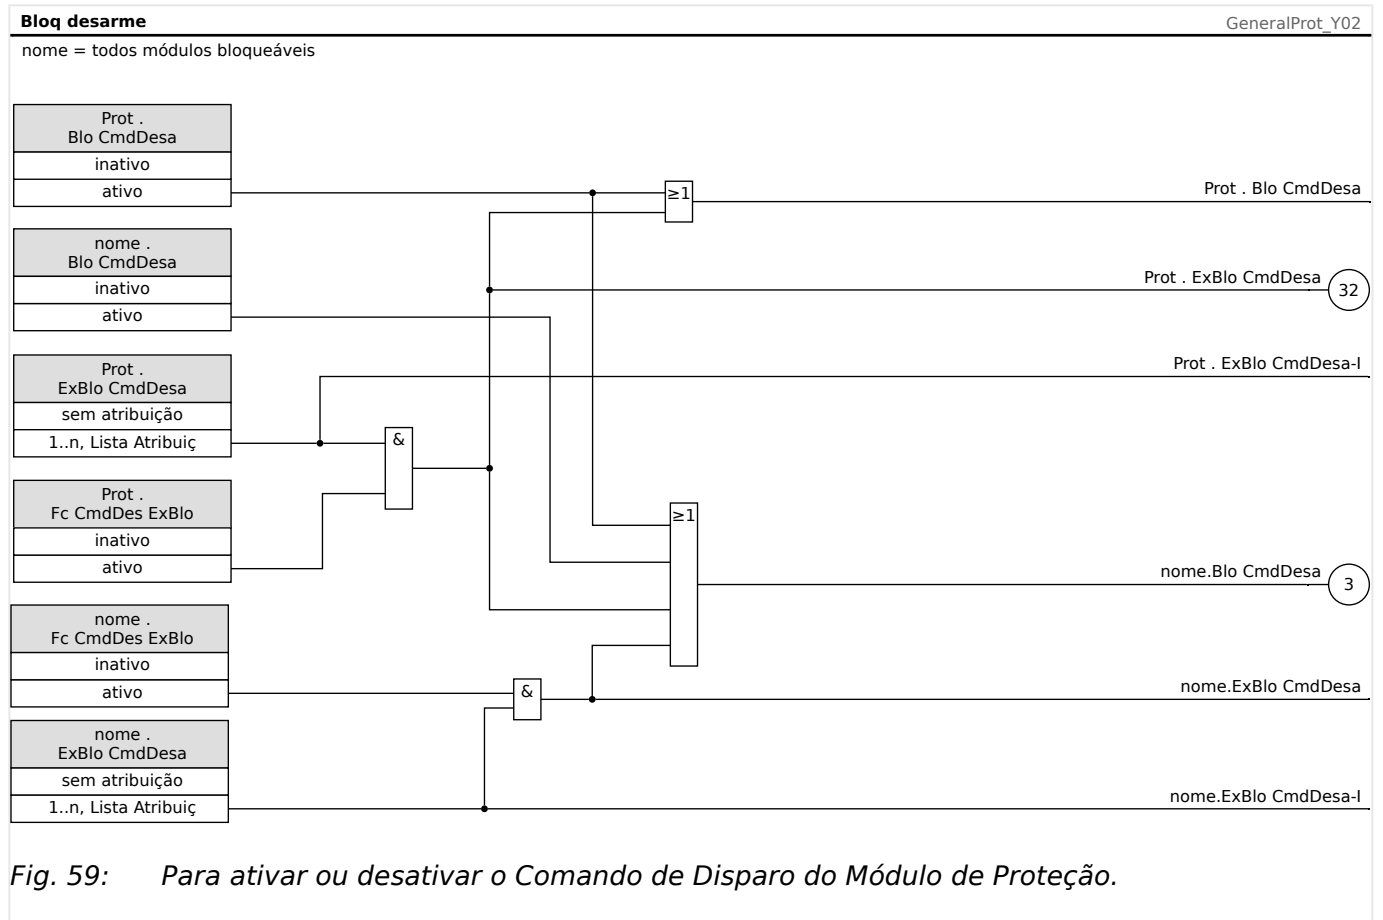 Bloq desarme
GeneralProt_Y02
nome = todos módulos bloqueáveis
Prot .
Blo CmdDesa
inativo
ativo
≥1
Prot . Blo CmdDesa
nome .
Blo CmdDesa
inativo
ativo
Prot . ExBlo CmdDesa
32
Prot .
ExBlo CmdDesa
sem atribuição
1..n, Lista Atribuiç
Prot . ExBlo CmdDesa-I
&
Prot .
Fc CmdDes ExBlo
inativo
ativo
≥1
nome.Blo CmdDesa
3
nome .
Fc CmdDes ExBlo
inativo
ativo
&
nome.ExBlo CmdDesa
nome .
ExBlo CmdDesa
sem atribuição
1..n, Lista Atribuiç
nome.ExBlo CmdDesa-I
Fig. 59: Para ativar ou desativar o Comando de Disparo do Módulo de Proteção.